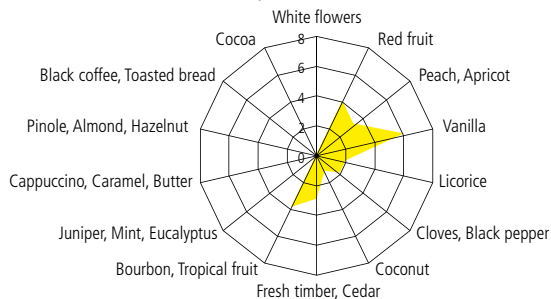 White flowers
Cocoa
Red fruit
Black coffee, Toasted bread
Peach, Apricot
Pinole, Almond, Hazelnut
Vanilla
Cappuccino, Caramel, Butter
Licorice
Juniper, Mint, Eucalyptus
Cloves, Black pepper
Bourbon, Tropical fruit
Coconut
Fresh timber, Cedar
8
6
4
2
0